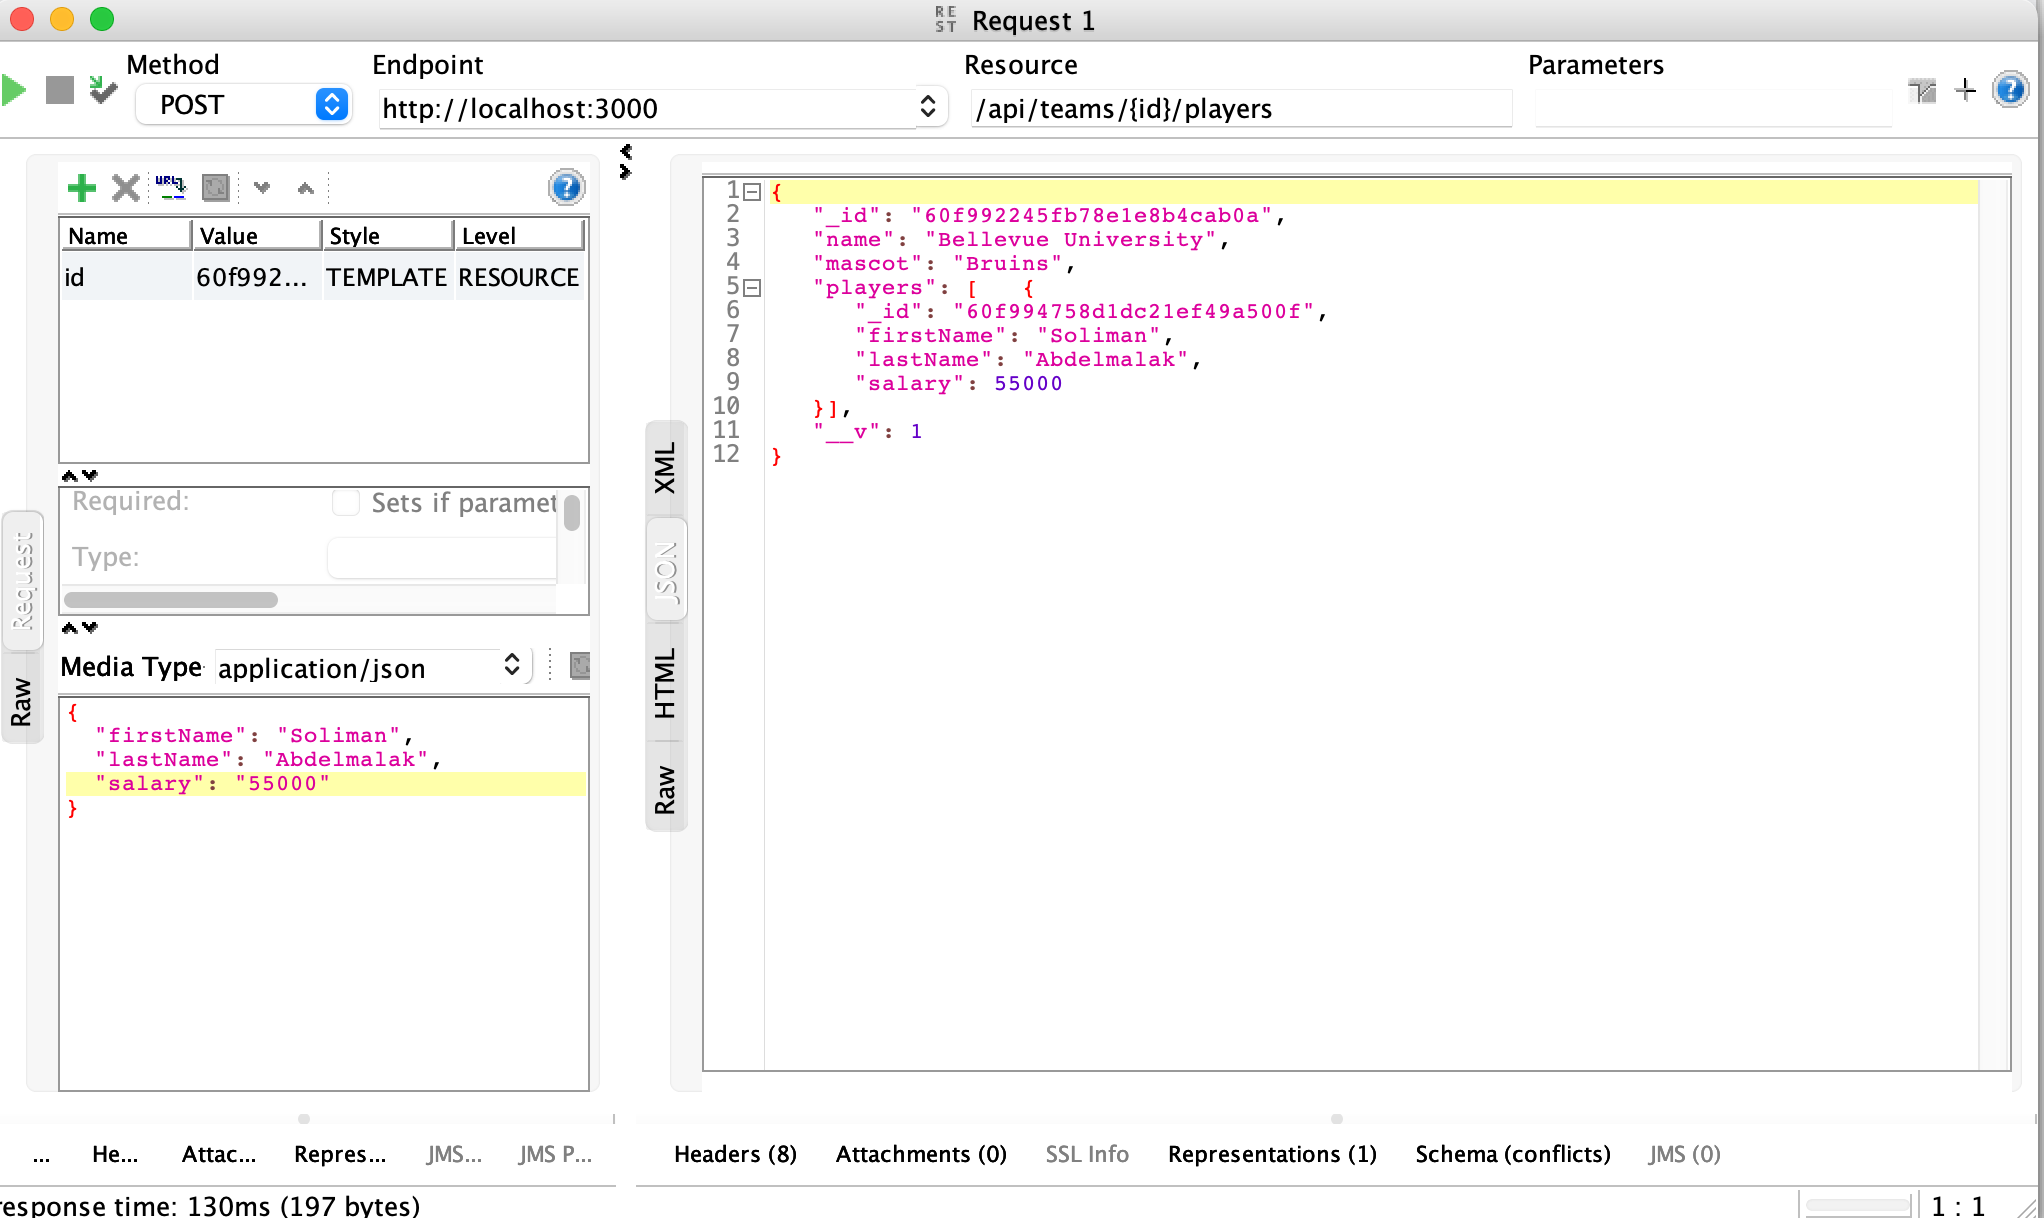 REST Request 1
Method Endpoint Resource Parameters
POST http://localhost:3000 /api/teams/{id}/players
URL
Name Value Style Level
id 60f992... TEMPLATE RESOURCE
Required: Sets if paramet
Type:
Request
Raw
Media Type application/json
{
"firstName": "Soliman",
"lastName": "Abdelmalak",
"salary": "55000"
}
XML
JSON
HTML
Raw
1 {
2 "_id": "60f992245fb78e1e8b4cab0a",
3 "name": "Bellevue University",
4 "mascot": "Bruins",
5 "players": [ {
6 "_id": "60f994758d1dc21ef49a500f",
7 "firstName": "Soliman",
8 "lastName": "Abdelmalak",
9 "salary": 55000
10 }],
11 "__v": 1
12 }
... He... Attac... Repres... JMS... JMS P...
Headers (8) Attachments (0) SSL Info Representations (1) Schema (conflicts) JMS (0)
response time: 130ms (197 bytes)
1 : 1